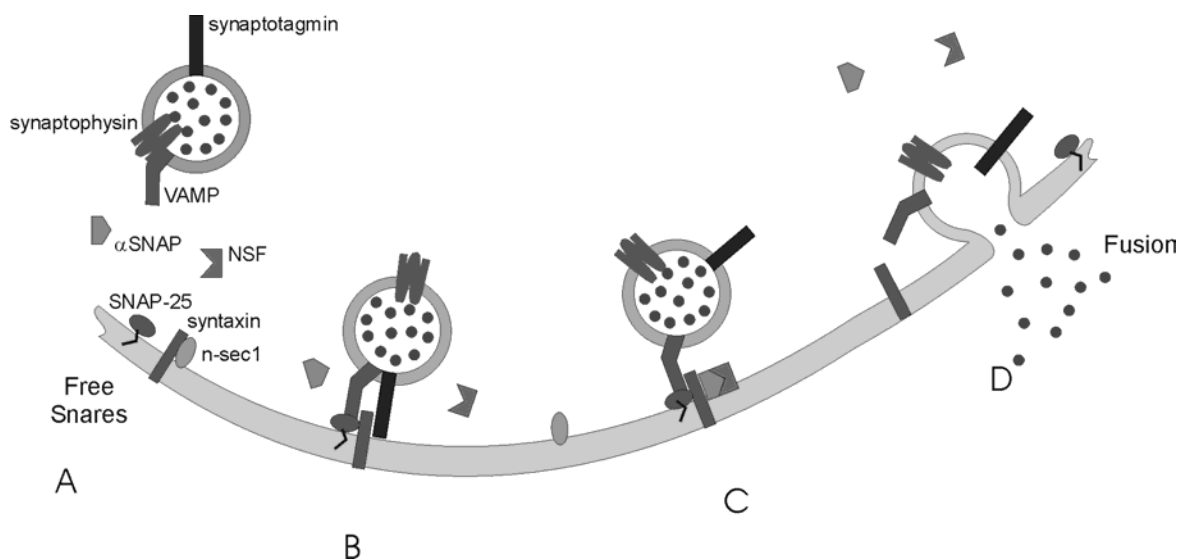 synaptotagmin
synaptophysin
VAMP
αSNAP
NSF
SNAP-25
syntaxin
n-sec1
Free
Snares
Fusion
A
B
C
D